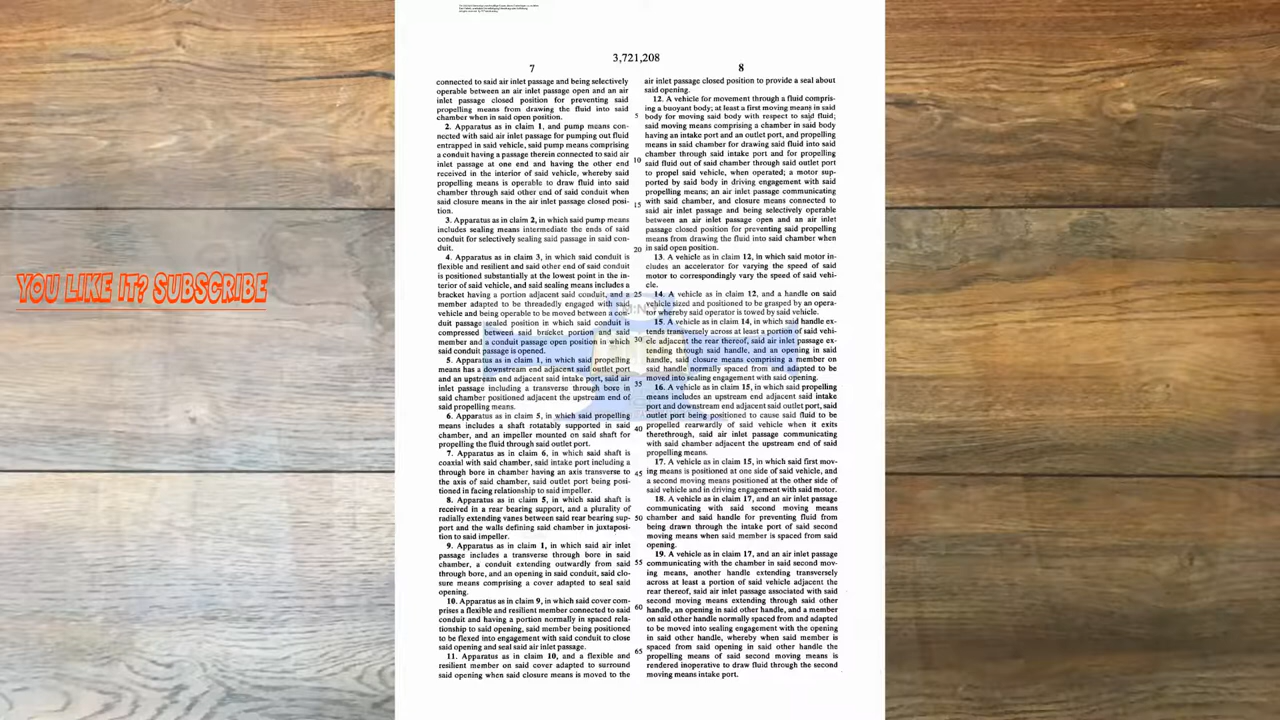 3,721,208
7
connected to said air inlet passage and being selectively
operable between an air inlet passage open and an air
inlet passage closed position for preventing said
propelling means from drawing the fluid into said
chamber when in said open position.
2. Apparatus as in claim 1, and pump means con-
nected with said air inlet passage for pumping out fluid
entrapped in said vehicle, said pump means comprising
a conduit having a passage therein connected to said air
inlet passage at one end and having the other end
received in the interior of said vehicle, whereby said
propelling means is operable to draw fluid into said
chamber through said other end of said conduit when
said closure means in the air inlet passage closed posi-
tion.
3. Apparatus as in claim 2, in which said pump means
includes sealing means intermediate the ends of said
conduit for selectively sealing said passage in said con-
duit.
4. Apparatus as in claim 3, in which said conduit is
flexible and resilient and said other end of said conduit
is positioned substantially at the lowest point in the in-
terior of said vehicle, and said sealing means includes a
bracket having a portion adjacent said conduit, and a
member adapted to be threadedly engaged with said
vehicle and being operable to be moved between a con-
duit passage sealed position in which said conduit is
compressed between said bracket portion and said
member and a conduit passage open position in which
said conduit passage is opened.
5. Apparatus as in claim 1, in which said propelling
means has a downstream end adjacent said outlet port
and an upstream end adjacent said intake port, said air
inlet passage including a transverse through bore in
said chamber positioned adjacent the upstream end of
said propelling means.
6. Apparatus as in claim 5, in which said propelling
means includes a shaft rotatably supported in said
chamber, and an impeller mounted on said shaft for
propelling the fluid through said outlet port.
7. Apparatus as in claim 6, in which said shaft is
coaxial with said chamber, said intake port including a
through bore in chamber having an axis transverse to
the axis of said chamber, said outlet port being posi-
tioned in facing relationship to said impeller.
8. Apparatus as in claim 5, in which said shaft is
received in a rear bearing support, and a plurality of
radially extending vanes between said rear bearing sup-
port and the walls defining said chamber in juxtaposi-
tion to said impeller.
9. Apparatus as in claim 1, in which said air inlet
passage includes a transverse through bore in said
chamber, a conduit extending outwardly from said
through bore, and an opening in said conduit, said clo-
sure means comprising a cover adapted to seal said
opening.
10. Apparatus as in claim 9, in which said cover com-
prises a flexible and resilient member connected to said
conduit and having a portion normally in spaced rela-
tionship to said opening, said member being positioned
to be flexed into engagement with said conduit to close
said opening and seal said air inlet passage.
11. Apparatus as in claim 10, and a flexible and
resilient member on said cover adapted to surround
said opening when said closure means is moved to the
5
10
15
20
25
30
35
40
45
50
55
60
65
8
air inlet passage closed position to provide a seal about
said opening.
12. A vehicle for movement through a fluid compris-
ing a buoyant body; at least a first moving means in said
body for moving said body with respect to said fluid;
said moving means comprising a chamber in said body
having an intake port and an outlet port, and propelling
means in said chamber for drawing said fluid into said
chamber through said intake port and for propelling
said fluid out of said chamber through said outlet port
to propel said vehicle, when operated; a motor sup-
ported by said body in driving engagement with said
propelling means; an air inlet passage communicating
with said chamber, and closure means connected to
said air inlet passage and being selectively operable
between an air inlet passage open and an air inlet
passage closed position for preventing said propelling
means from drawing the fluid into said chamber when
in said open position.
13. A vehicle as in claim 12, in which said motor in-
cludes an accelerator for varying the speed of said
motor to correspondingly vary the speed of said vehi-
cle.
14. A vehicle as in claim 12, and a handle on said
vehicle sized and positioned to be grasped by an opera-
tor whereby said operator is towed by said vehicle.
15. A vehicle as in claim 14, in which said handle ex-
tends transversely across at least a portion of said vehi-
cle adjacent the rear thereof, said air inlet passage ex-
tending through said handle, and an opening in said
handle, said closure means comprising a member on
said handle normally spaced from and adapted to be
moved into sealing engagement with said opening.
16. A vehicle as in claim 15, in which said propelling
means includes an upstream end adjacent said intake
port and downstream end adjacent said outlet port, said
outlet port being positioned to cause said fluid to be
propelled rearwardly of said vehicle when it exits
therethrough, said air inlet passage communicating
with said chamber adjacent the upstream end of said
propelling means.
17. A vehicle as in claim 15, in which said first mov-
ing means is positioned at one side of said vehicle, and
a second moving means positioned at the other side of
said vehicle and in driving engagement with said motor.
18. A vehicle as in claim 17, and an air inlet passage
communicating with said second moving means
chamber and said handle for preventing fluid from
being drawn through the intake port of said second
moving means when said member is spaced from said
opening.
19. A vehicle as in claim 17, and an air inlet passage
communicating with the chamber in said second mov-
ing means, another handle extending transversely
across at least a portion of said vehicle adjacent the
rear thereof, said air inlet passage associated with said
second moving means extending through said other
handle, an opening in said other handle, and a member
on said other handle normally spaced from and adapted
to be moved into sealing engagement with the opening
in said other handle, whereby when said member is
spaced from said opening in said other handle the
propelling means of said second moving means is
rendered inoperative to draw fluid through the second
moving means intake port.
YOU LIKE IT? SUBSCRIBE